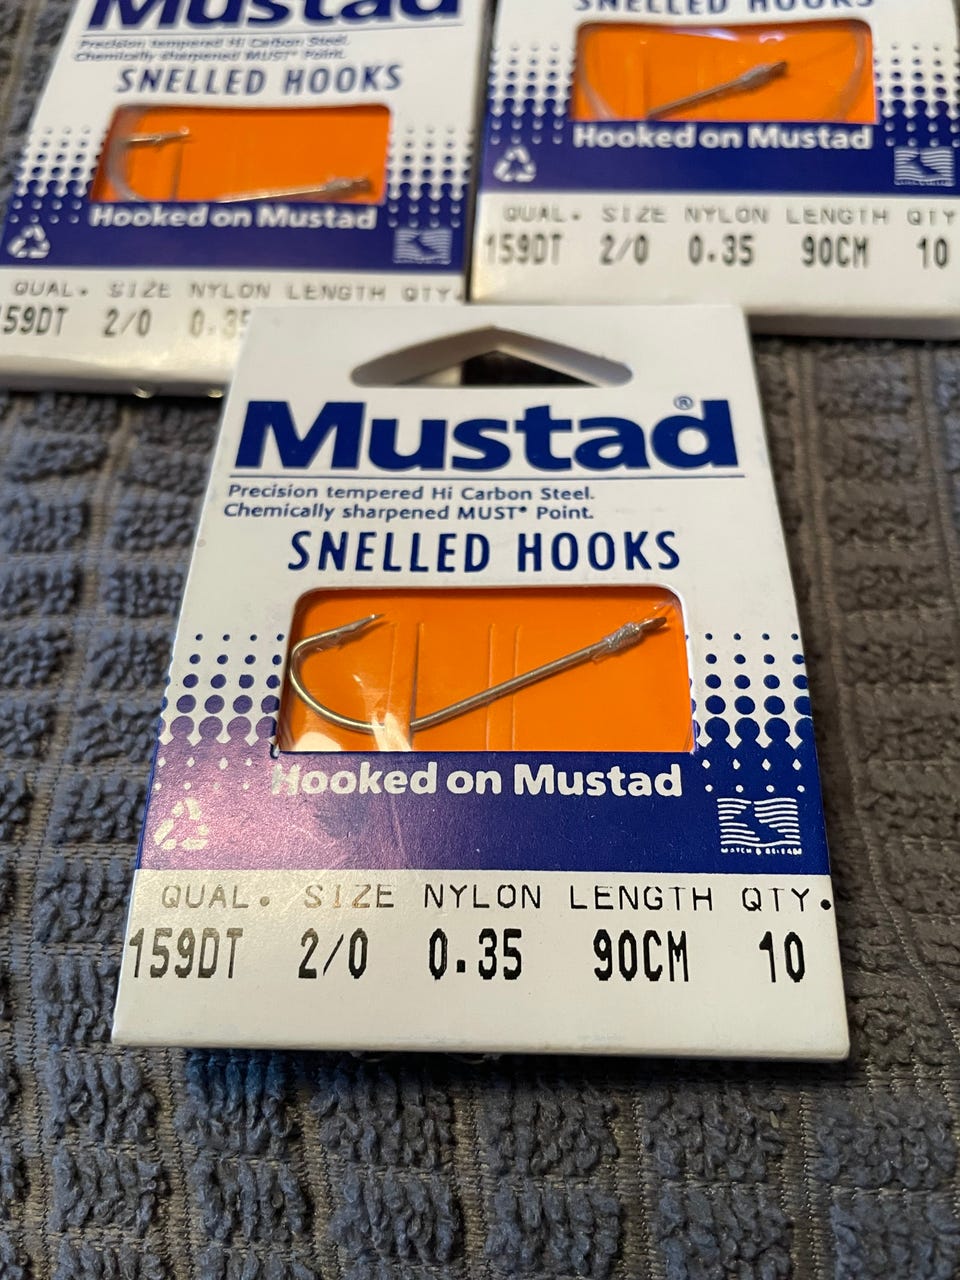 Mustad
Precision tempered Hi Carbon Steel.
Chemically sharpened MUST® Point.
SNELLED HOOKS
Hooked on Mustad
QUAL. SIZE NYLON LENGTH QTY.
159DT 2/0 0.35
SNELLED HOOKS
Hooked on Mustad
QUAL. SIZE NYLON LENGTH QTY
159DT 2/0 0.35 90CM 10
Mustad®
Precision tempered Hi Carbon Steel.
Chemically sharpened MUST® Point.
SNELLED HOOKS
Hooked on Mustad
QUAL. SIZE NYLON LENGTH QTY.
159DT 2/0 0.35 90CM 10